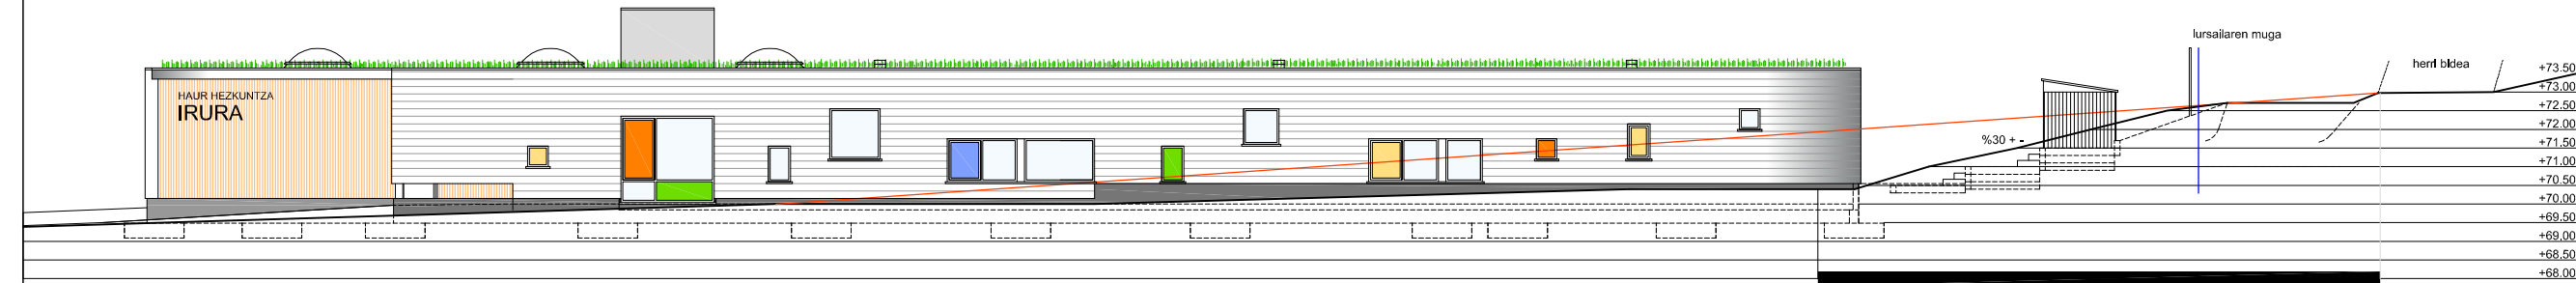 lursailaren muga
herri bidea
HAUR HEZKUNTZA
IRURA
%30 + -
+73.50
+73.00
+72.50
+72.00
+71.50
+71.00
+70.50
+70.00
+69.50
+69.00
+68.50
+68.00